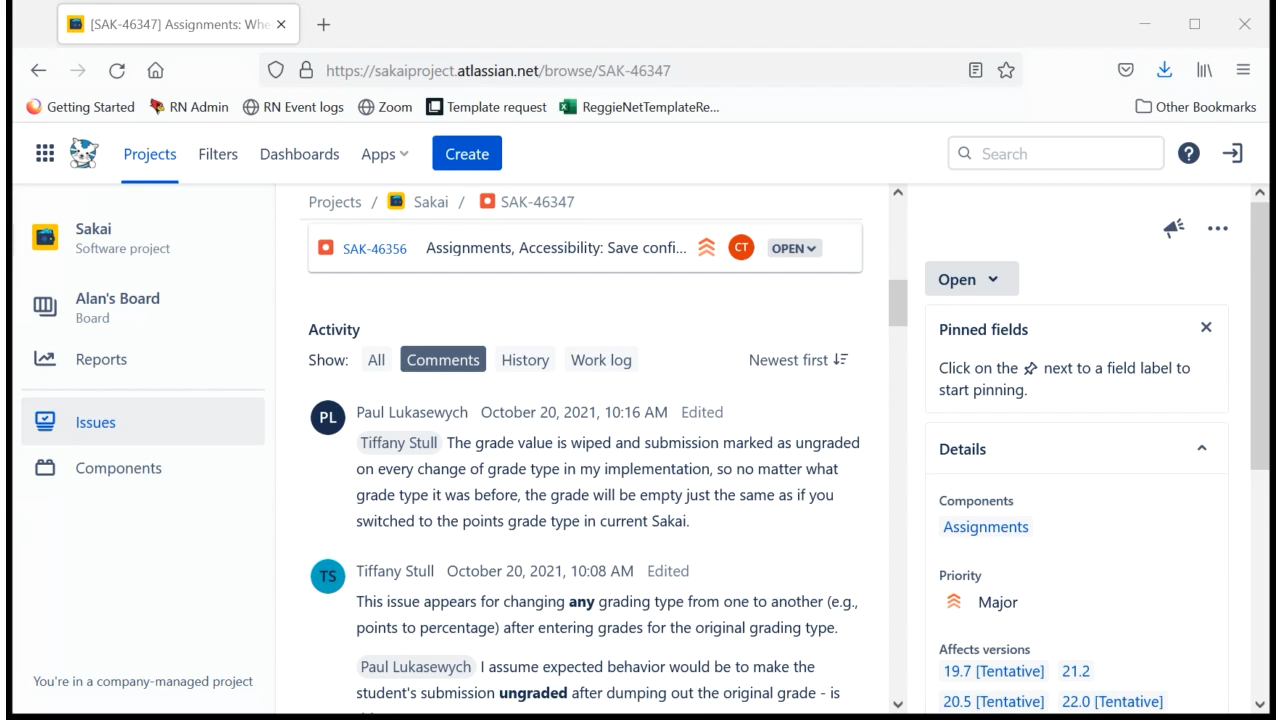 [SAK-46347] Assignments: Whe
https://sakaiproject.atlassian.net/browse/SAK-46347
Getting Started RN Admin RN Event logs Zoom Template request ReggieNetTemplateRe... Other Bookmarks
Projects Filters Dashboards Apps Create Search
Sakai
Software project
Alan's Board
Board
Reports
Issues
Components
You're in a company-managed project
Projects / Sakai / SAK-46347
SAK-46356 Assignments, Accessibility: Save confi... CT OPEN
Activity
Show: All Comments History Work log Newest first
PL Paul Lukasewych October 20, 2021, 10:16 AM Edited
Tiffany Stull The grade value is wiped and submission marked as ungraded
on every change of grade type in my implementation, so no matter what
grade type it was before, the grade will be empty just the same as if you
switched to the points grade type in current Sakai.
TS Tiffany Stull October 20, 2021, 10:08 AM Edited
This issue appears for changing any grading type from one to another (e.g.,
points to percentage) after entering grades for the original grading type.
Paul Lukasewych I assume expected behavior would be to make the
student's submission ungraded after dumping out the original grade - is
Open
Pinned fields
Click on the next to a field label to
start pinning.
Details
Components
Assignments
Priority
Major
Affects versions
19.7 [Tentative] 21.2
20.5 [Tentative] 22.0 [Tentative]